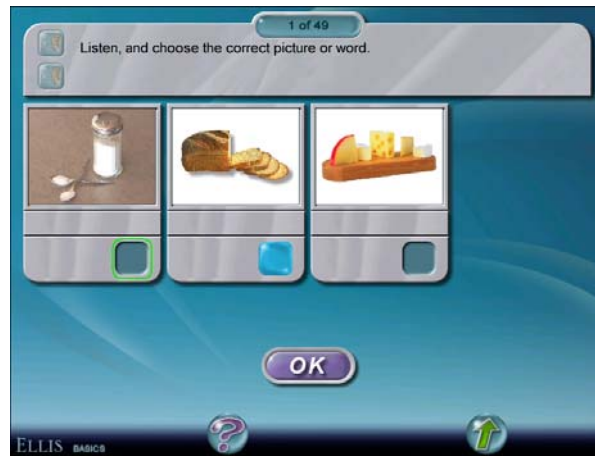 1 of 49
Listen, and choose the correct picture or word.
OK
?
ELLIS BASICS